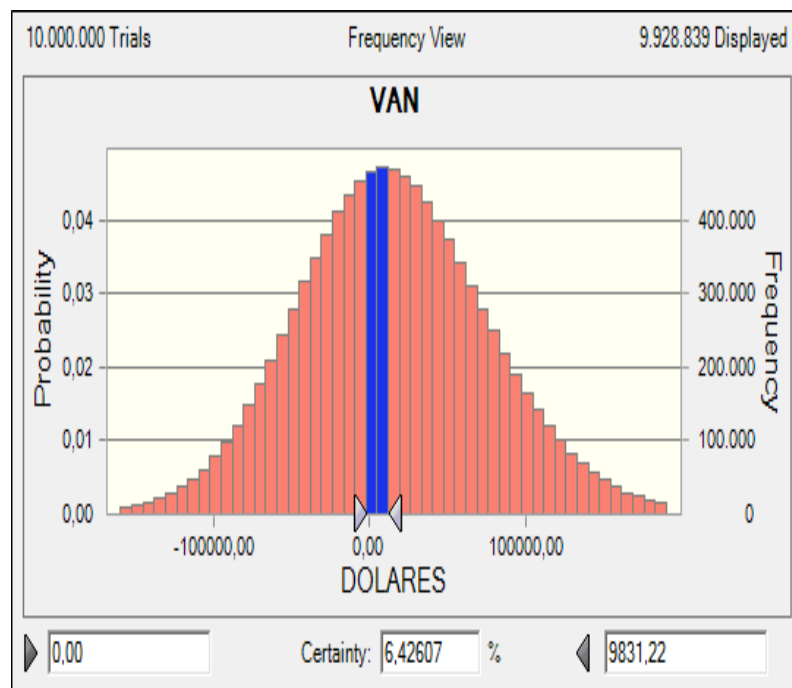 10.000.000 Trials Frequency View 9.928.839 Displayed
VAN
0,04 400.000
0,03 300.000
0,02 200.000
0,01 100.000
0,00 0
Probability
Frequency
-100000,00 0,00 100000,00
DOLARES
0,00 Certainty: 6,42607 % 9831,22